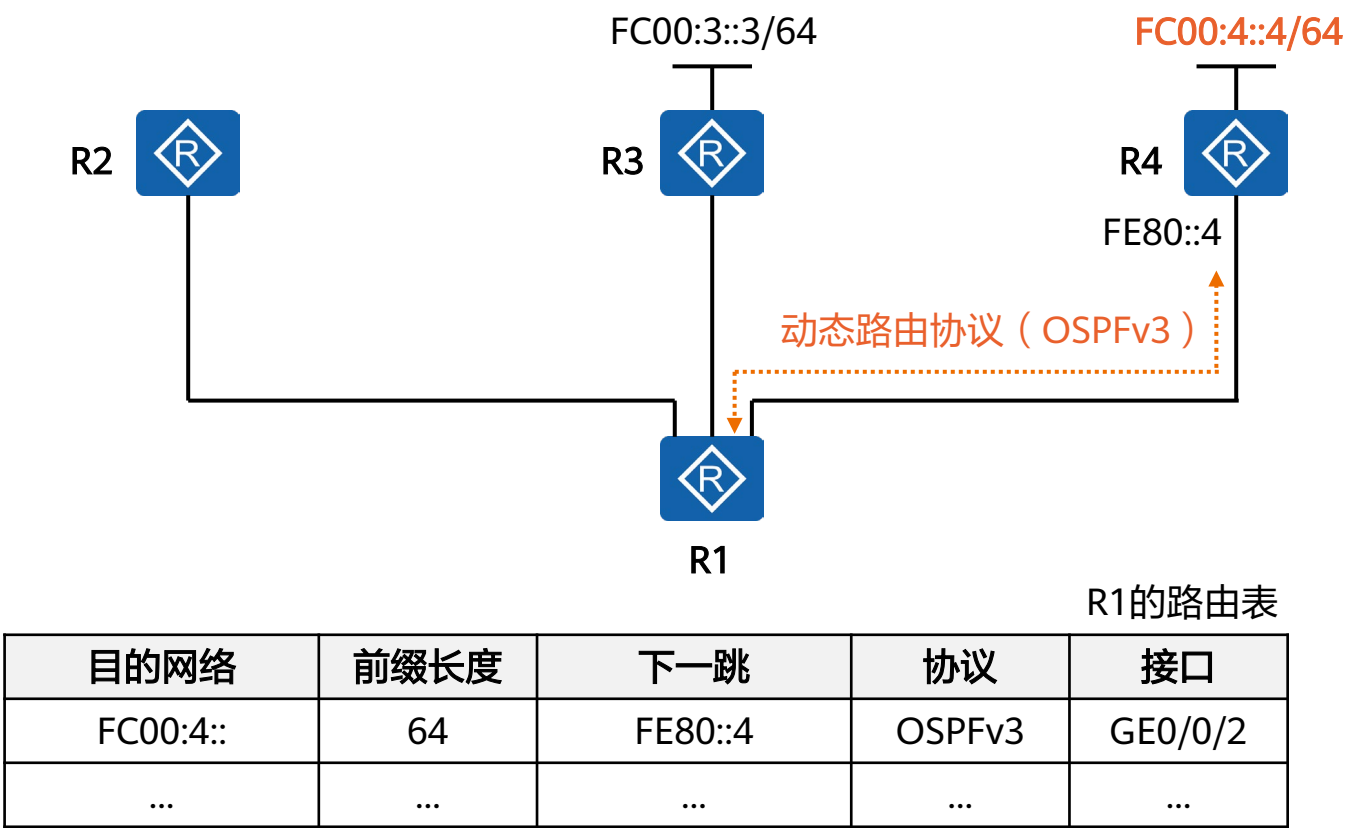 FC00:3::3/64
FC00:4::4/64
R
R
R
R2
R3
R4
FE80::4
动态路由协议（OSPFv3）
R
R1
R1的路由表
目的网络 前缀长度 下一跳 协议 接口
FC00:4:: 64 FE80::4 OSPFv3 GE0/0/2
... ... ... ... ...